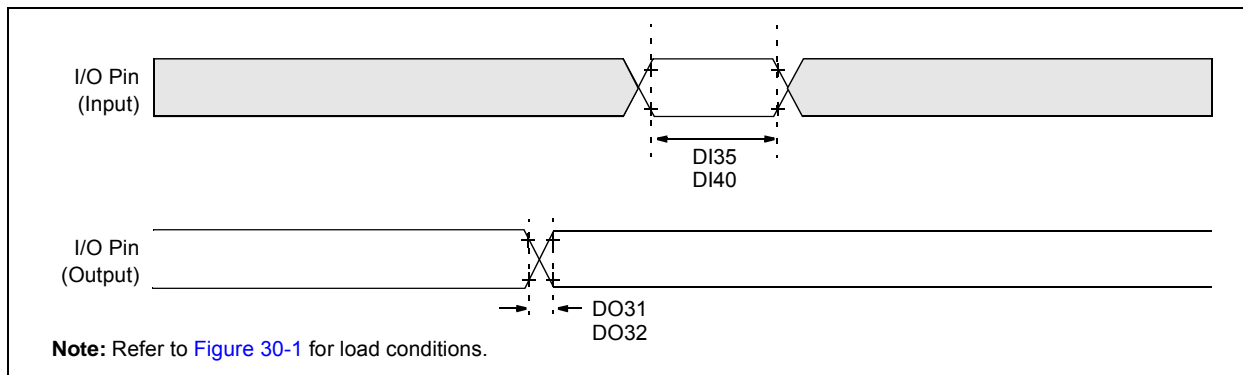 I/O Pin
(Input)
DI35
DI40
I/O Pin
(Output)
DO31
DO32
Note: Refer to Figure 30-1 for load conditions.